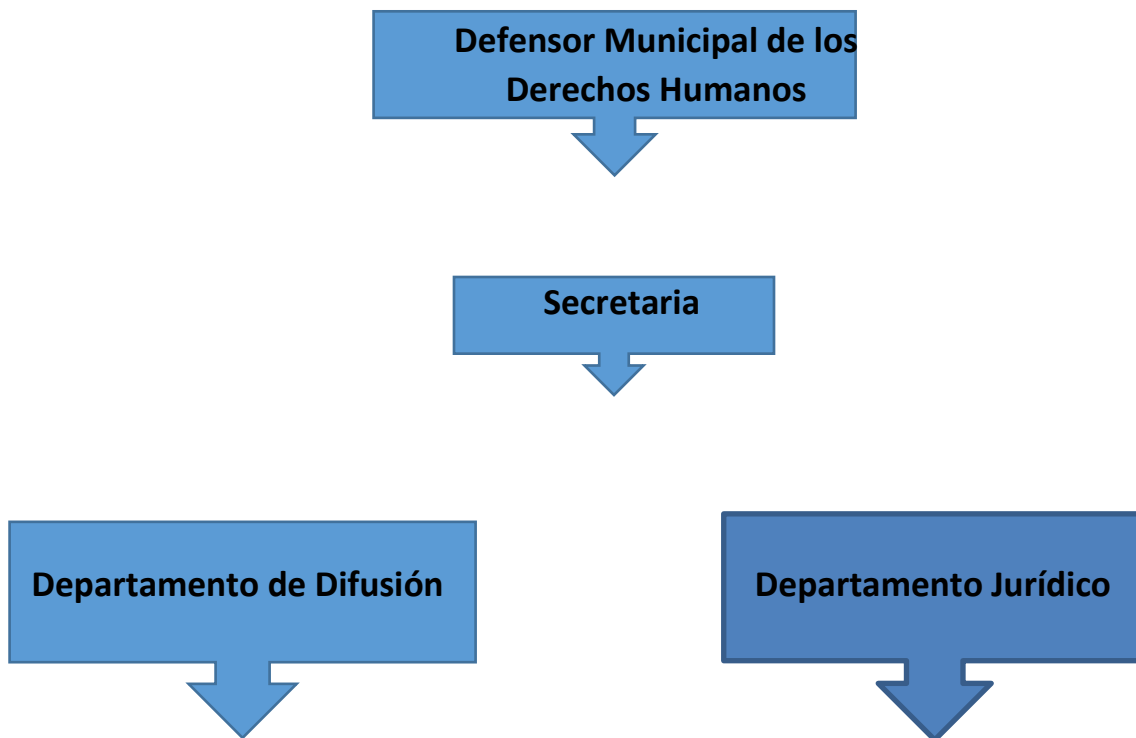 Defensor Municipal de los
Derechos Humanos
Secretaria
Departamento de Difusión
Departamento Jurídico